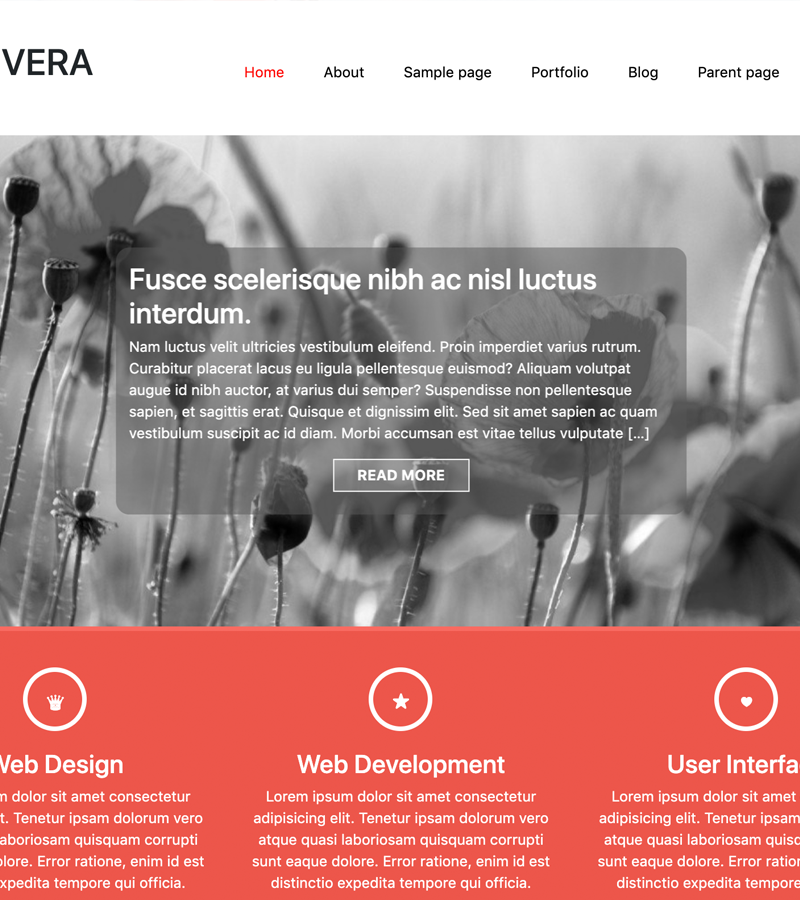 VERA
Home About Sample page Portfolio Blog Parent page
Fusce scelerisque nibh ac nisl luctus
interdum.
Nam luctus velit ultricies vestibulum eleifend. Proin imperdiet varius rutrum.
Curabitur placerat lacus eu ligula pellentesque euismod? Aliquam volutpat
augue id nibh auctor, at varius dui semper? Suspendisse non pellentesque
sapien, et sagittis erat. Quisque et dignissim elit. Sed sit amet sapien ac quam
vestibulum suscipit ac id diam. Morbi accumsan est vitae tellus vulputate [...]
READ MORE
Web Design
dolor sit amet consectetur
Tenetur ipsam dolorum vero
laboriosam quisquam corrupti
Error ratione, enim id est
expedita tempore qui officia.
Web Development
Lorem ipsum dolor sit amet consectetur
adipisicing elit. Tenetur ipsam dolorum vero
atque quasi laboriosam quisquam corrupti
sunt eaque dolore. Error ratione, enim id est
distinctio expedita tempore qui officia.
User
Lorem ipsum dolor sit amet
adipisicing elit. Tenetur ipsam
atque quasi laboriosam
sunt eaque dolore. Error
distinctio expedita tempore